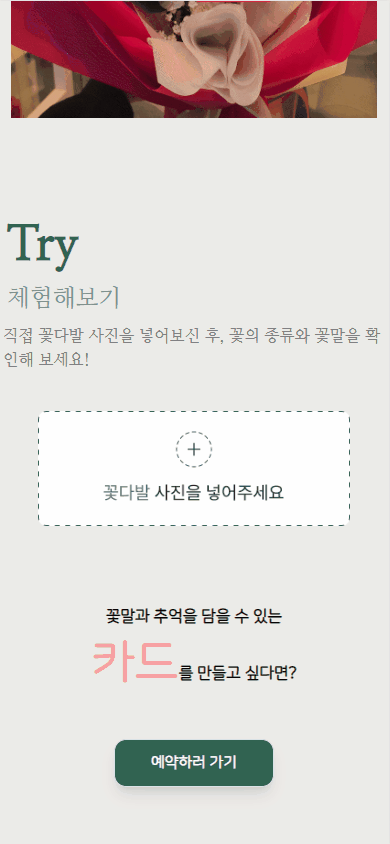 Try
체험해보기
직접 꽃다발 사진을 넣어보신 후, 꽃의 종류와 꽃말을 확
인해 보세요!
+
꽃다발 사진을 넣어주세요
꽃말과 추억을 담을 수 있는
카드를 만들고 싶다면?
예약하러 가기